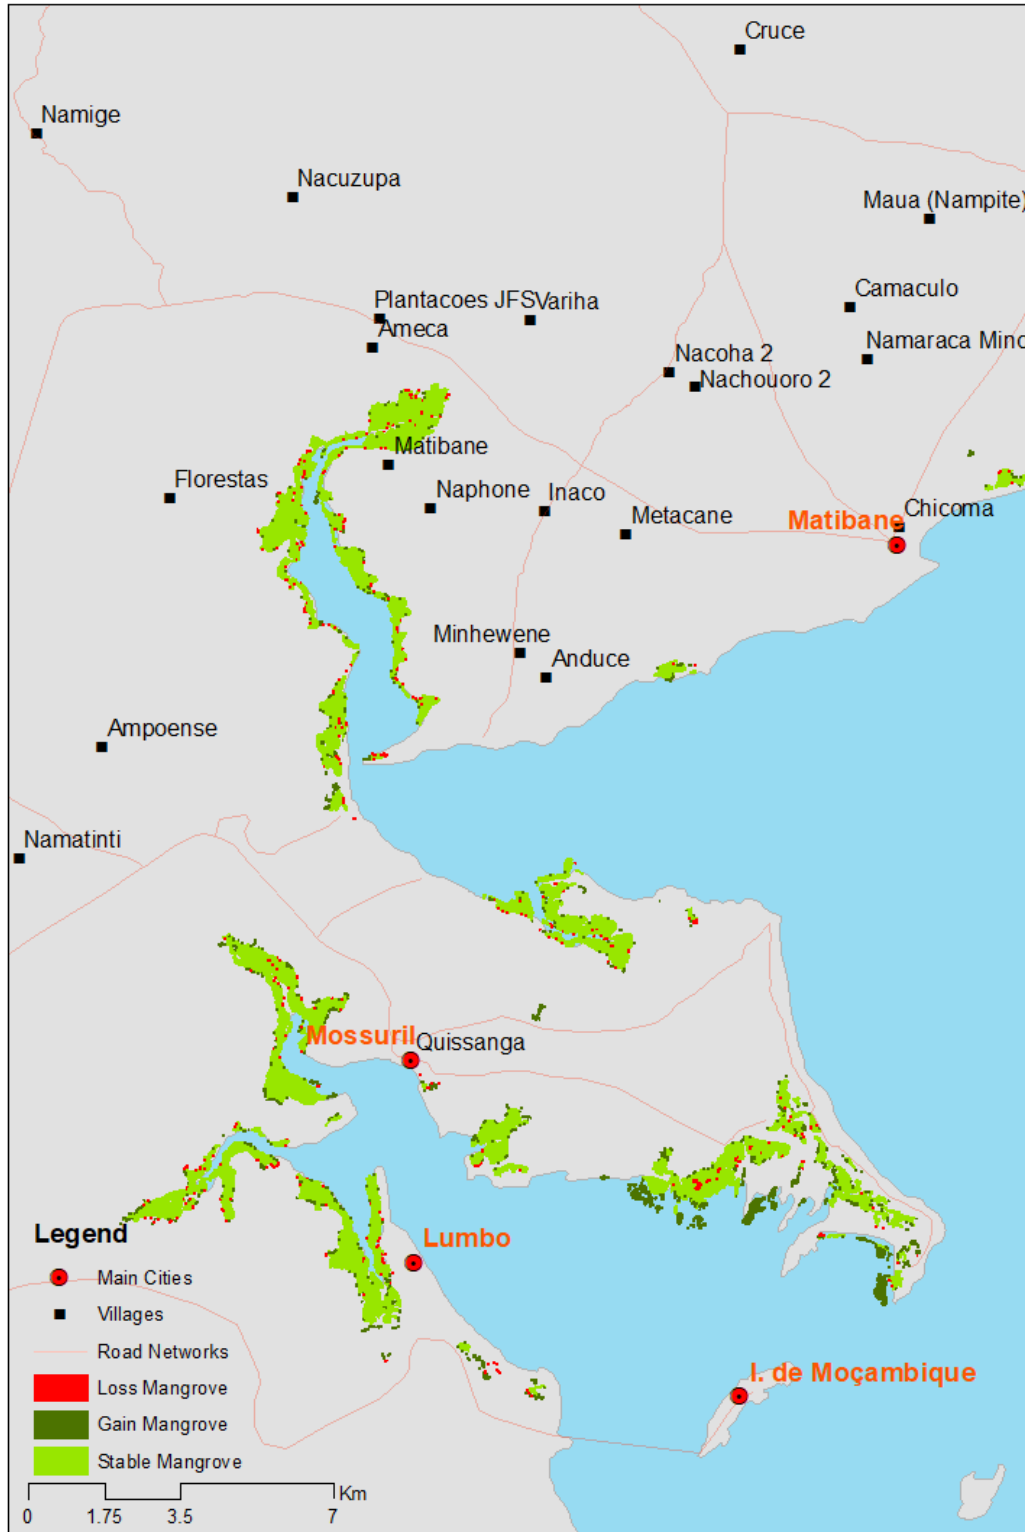 Cruce
Namige
Nacuzupa
Maua (Nampite)
Camaculo
Plantacoes JFS
Variha
Ameca
Namaraca Minc
Nacoha 2
Nachouoro 2
Matibane
Florestas
Naphone
Inaco
Chicoma
Metacane
Matibane
Minhewene
Anduce
Ampoense
Namatinti
Mossuril
Quissanga
Lumbo
I. de Moçambique
Legend
Main Cities
Villages
Road Networks
Loss Mangrove
Gain Mangrove
Stable Mangrove
Km
0 1.75 3.5 7